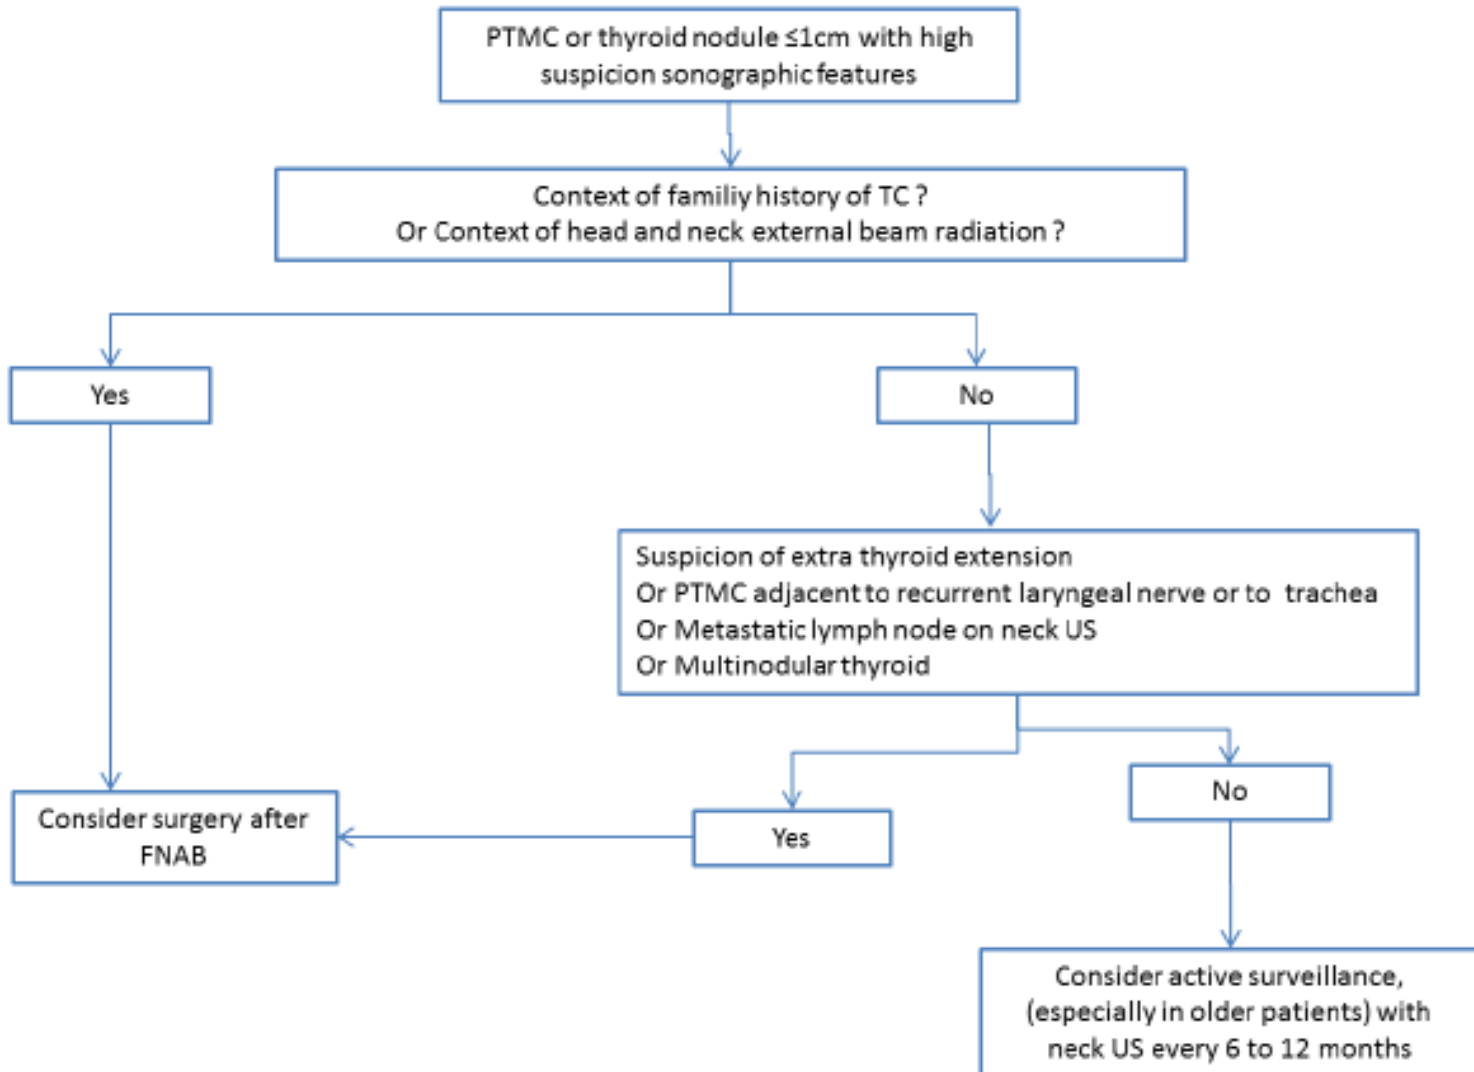 PTMC or thyroid nodule ≤1cm with high
suspicion sonographic features
Context of familiy history of TC ?
Or Context of head and neck external beam radiation ?
Yes
No
Suspicion of extra thyroid extension
Or PTMC adjacent to recurrent laryngeal nerve or to trachea
Or Metastatic lymph node on neck US
Or Multinodular thyroid
No
Consider surgery after
FNAB
Yes
Consider active surveillance,
(especially in older patients) with
neck US every 6 to 12 months